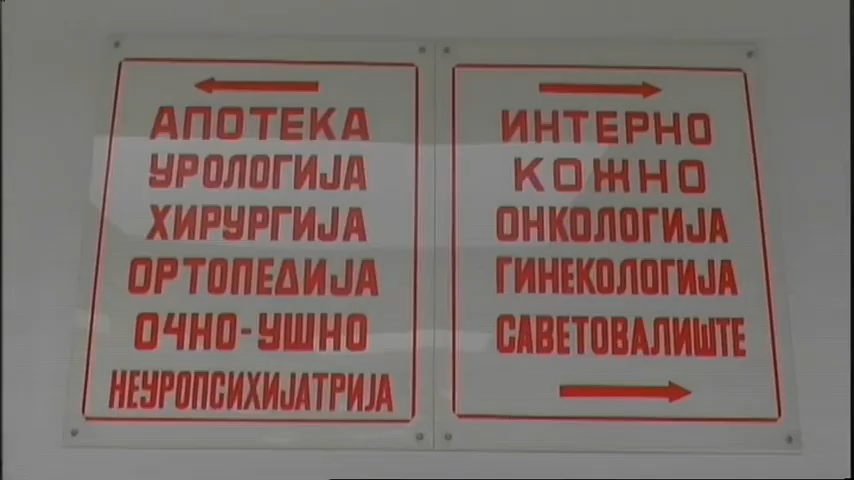 АПОТЕКА
УРОЛОГИЈА
ХИРУРГИЈА
ОРТОПЕДИЈА
ОЧНО-УШНО
НЕУРОПСИХИЈАТРИЈА
ИНТЕРНО
КОЖНО
ОНКОЛОГИЈА
ГИНЕКОЛОГИЈА
САВЕТОВАЛИШТЕ